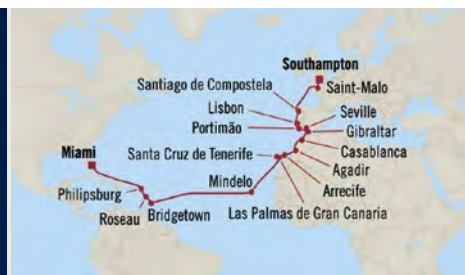 Southampton
Santiago de Compostela
Saint-Malo
Lisbon
Seville
Portimão
Gibraltar
Miami
Casablanca
Santa Cruz de Tenerife
Agadir
Mindelo
Arrecife
Philipsburg
Las Palmas de Gran Canaria
Roseau
Bridgetown